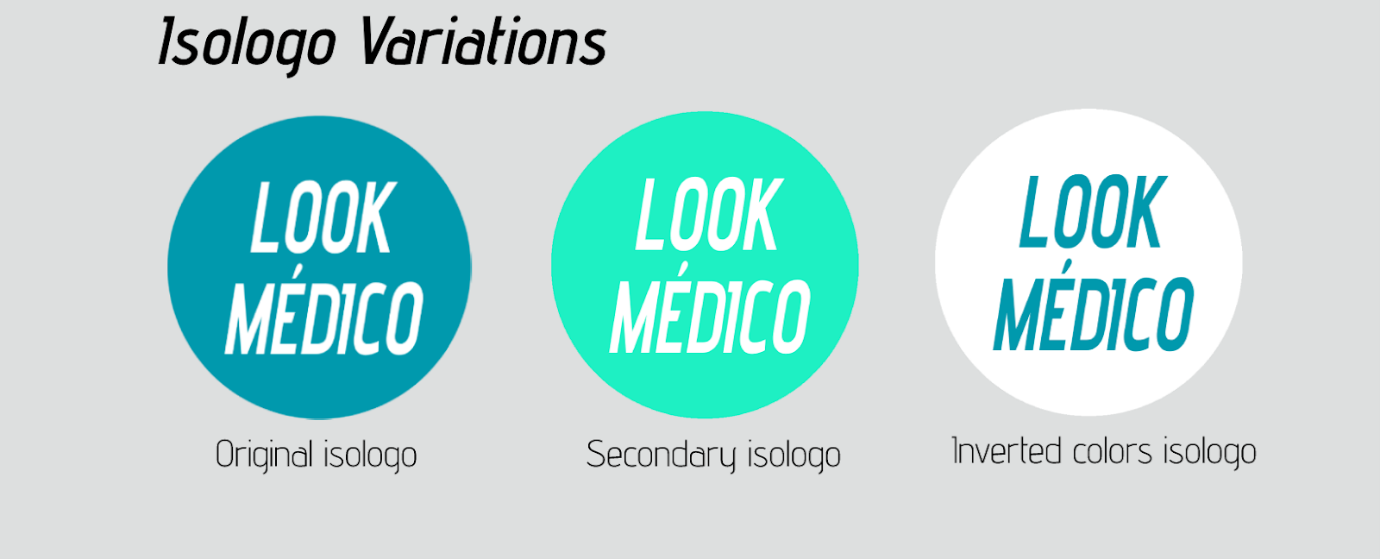 Isologo Variations
LOOK
MÉDICO
LOOK
MÉDICO
LOOK
MÉDICO
Original isologo
Secondary isologo
Inverted colors isologo